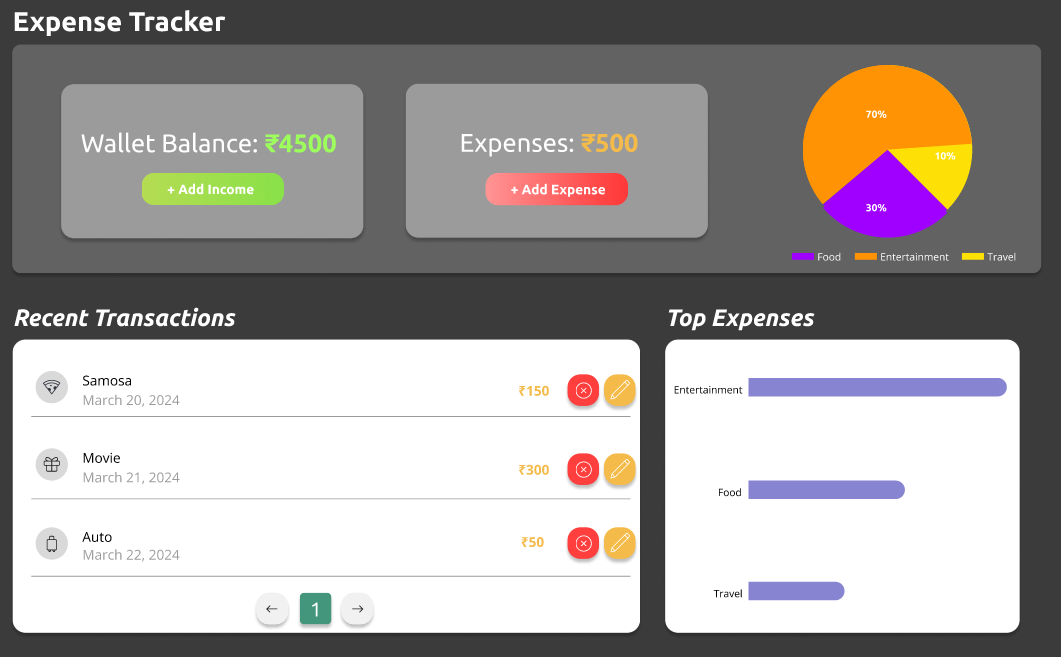 Expense Tracker
Wallet Balance: ₹4500
+ Add Income
Expenses: ₹500
+ Add Expense
70%
10%
30%
Food Entertainment Travel
Recent Transactions
Samosa
March 20, 2024
₹150
Movie
March 21, 2024
₹300
Auto
March 22, 2024
₹50
← 1 →
Top Expenses
Entertainment
Food
Travel